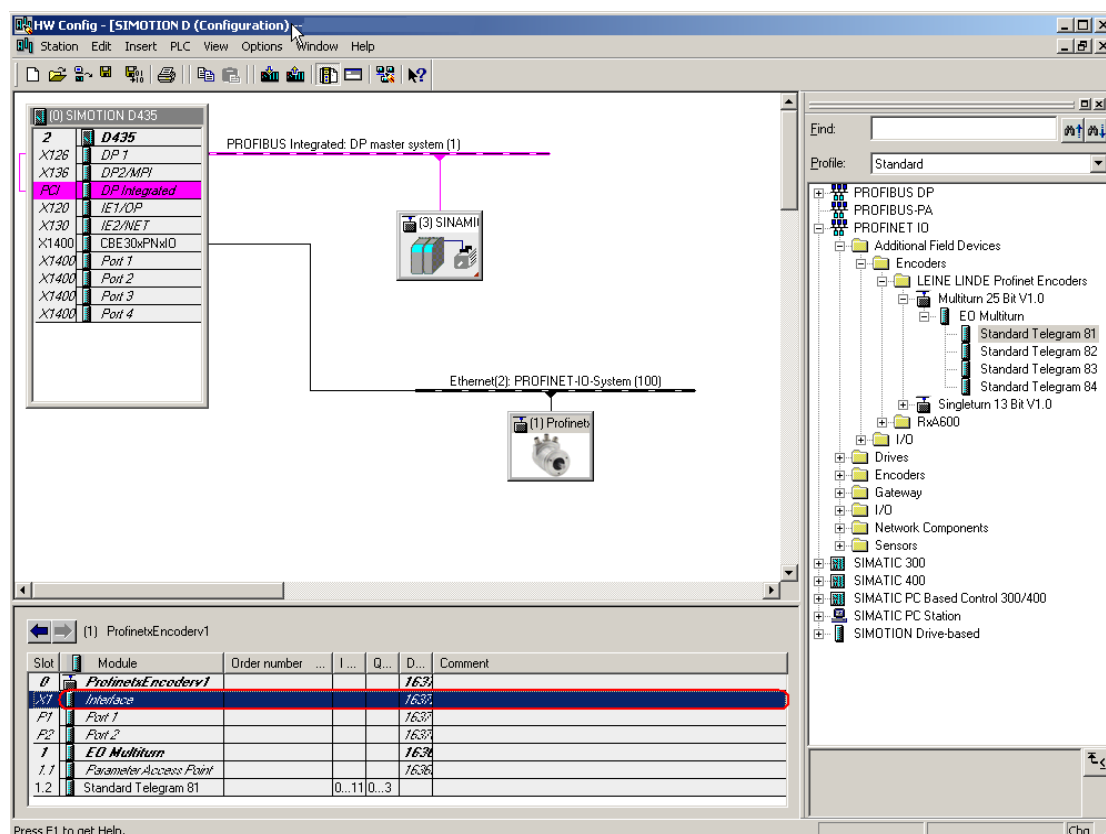 HW Config - [SIMOTION D (Configuration) --
Station Edit Insert PLC View Options Window Help
(0) SIMOTION D435
2 D435
X126 DP 1
X136 DP2/MPI
PCI DP Integrated
X120 IE1/OP
X130 IE2/NET
X1400 CBE30xPNxIO
X1400 Port 1
X1400 Port 2
X1400 Port 3
X1400 Port 4
PROFIBUS Integrated: DP master system (1)
(3) SINAMI
Ethernet(2): PROFINET-IO-System (100)
(1) Profinet
Find:
Profile: Standard
PROFIBUS DP
PROFIBUS-PA
PROFINET IO
Additional Field Devices
Encoders
LEINE LINDE Profinet Encoders
Multiturn 25 Bit V1.0
EO Multiturn
Standard Telegram 81
Standard Telegram 82
Standard Telegram 83
Standard Telegram 84
Singleturn 13 Bit V1.0
RxA600
I/O
Drives
Encoders
Gateway
I/O
Network Components
Sensors
SIMATIC 300
SIMATIC 400
SIMATIC PC Based Control 300/400
SIMATIC PC Station
SIMOTION Drive-based
(1) ProfinetxEncoderv1
Slot Module Order number ... I ... Q... D... Comment
0 ProfinetxEncoderv1 1637
X1 Interface 1637
P1 Port 1 1637
P2 Port 2 1637
1 EO Multiturn 1636
1.1 Parameter Access Point 1636
1.2 Standard Telegram 81 0...11 0...3
Press F1 to get Help. Chg